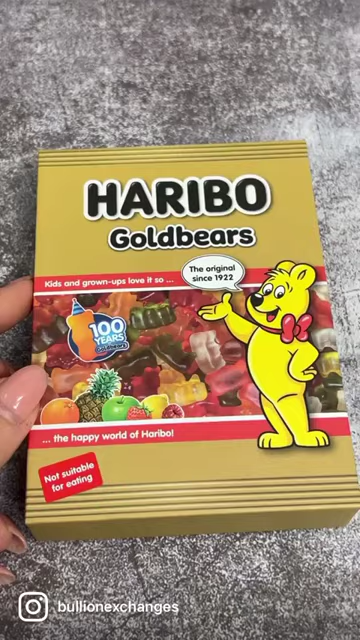 HARIBO
Goldbears
The original
since 1922
Kids and grown-ups love it so ...
100
YEARS
GOLDBEARS
... the happy world of Haribo!
Not suitable
for eating
bullionexchanges